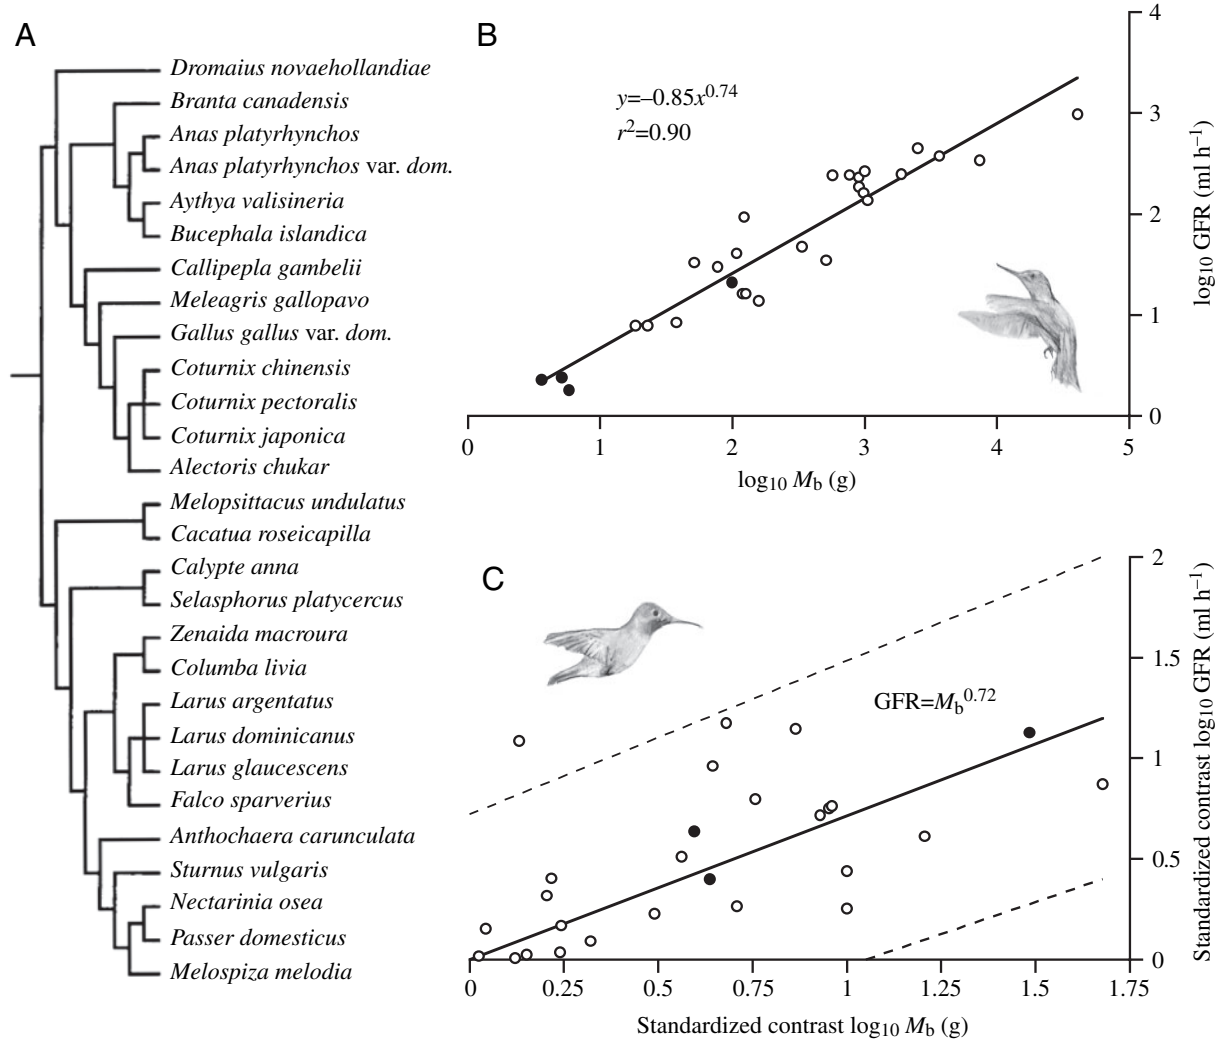 A
Dromaius novaehollandiae
Branta canadensis
Anas platyrhynchos
Anas platyrhynchos var. dom.
Aythya valisineria
Bucephala islandica
Callipepla gambelii
Meleagris gallopavo
Gallus gallus var. dom.
Coturnix chinensis
Coturnix pectoralis
Coturnix japonica
Alectoris chukar
Melopsittacus undulatus
Cacatua roseicapilla
Calypte anna
Selasphorus platycercus
Zenaida macroura
Columba livia
Larus argentatus
Larus dominicanus
Larus glaucescens
Falco sparverius
Anthochaera carunculata
Sturnus vulgaris
Nectarinia osea
Passer domesticus
Melospiza melodia
B
y=–0.85x^0.74
r²=0.90
4
3
2
1
0
log₁₀ GFR (ml h⁻¹)
0 1 2 3 4 5
log₁₀ Mb (g)
C
GFR=Mb^0.72
2
1.5
1
0.5
0
Standardized contrast log₁₀ GFR (ml h⁻¹)
0 0.25 0.5 0.75 1 1.25 1.5 1.75
Standardized contrast log₁₀ Mb (g)